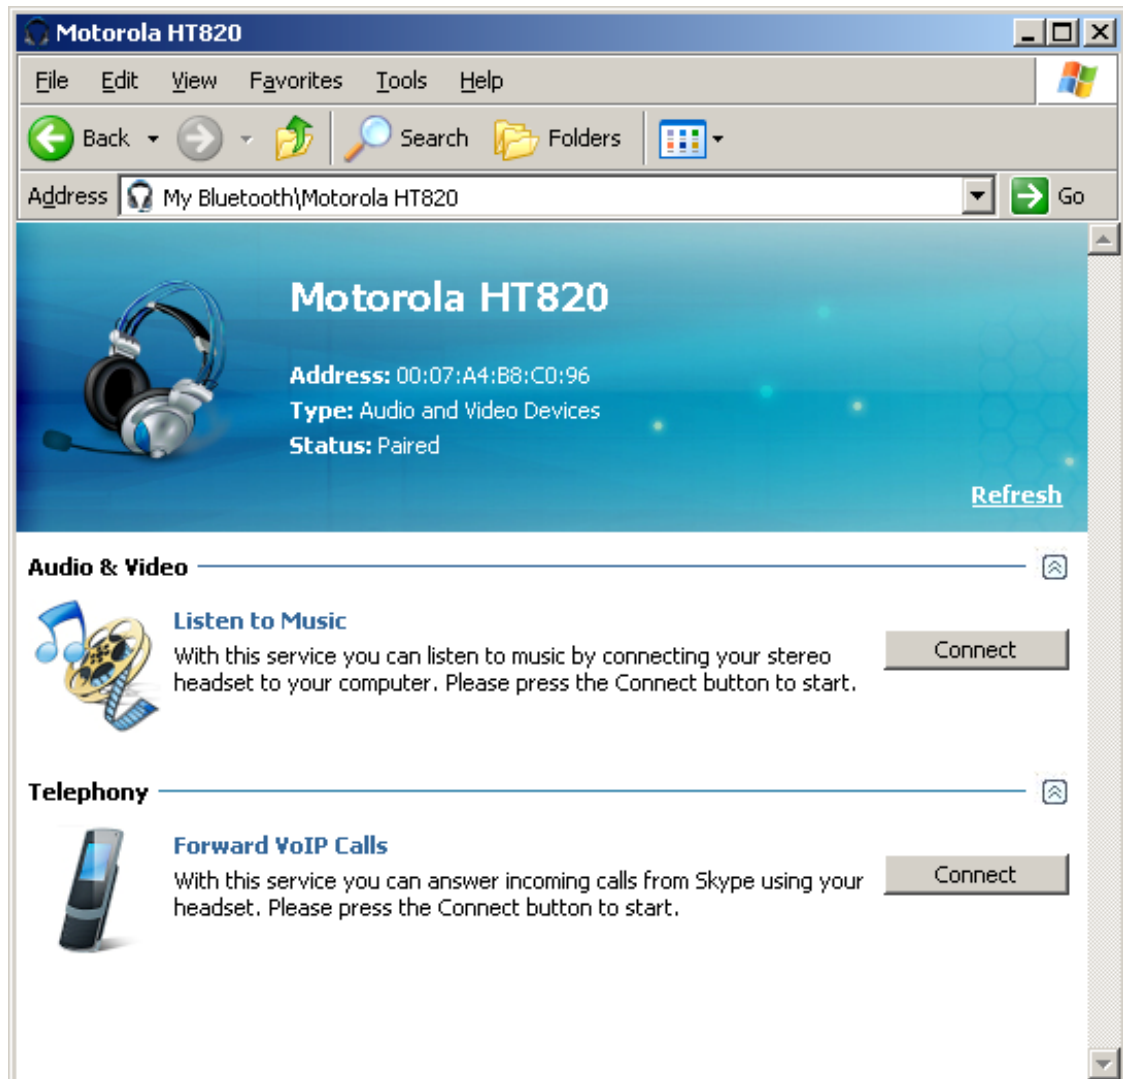 Motorola HT820
File Edit View Favorites Tools Help
Back Search Folders
Address My Bluetooth\Motorola HT820 Go
Motorola HT820
Address: 00:07:A4:B8:C0:96
Type: Audio and Video Devices
Status: Paired
Refresh
Audio & Video
Listen to Music
With this service you can listen to music by connecting your stereo
headset to your computer. Please press the Connect button to start.
Connect
Telephony
Forward VoIP Calls
With this service you can answer incoming calls from Skype using your
headset. Please press the Connect button to start.
Connect